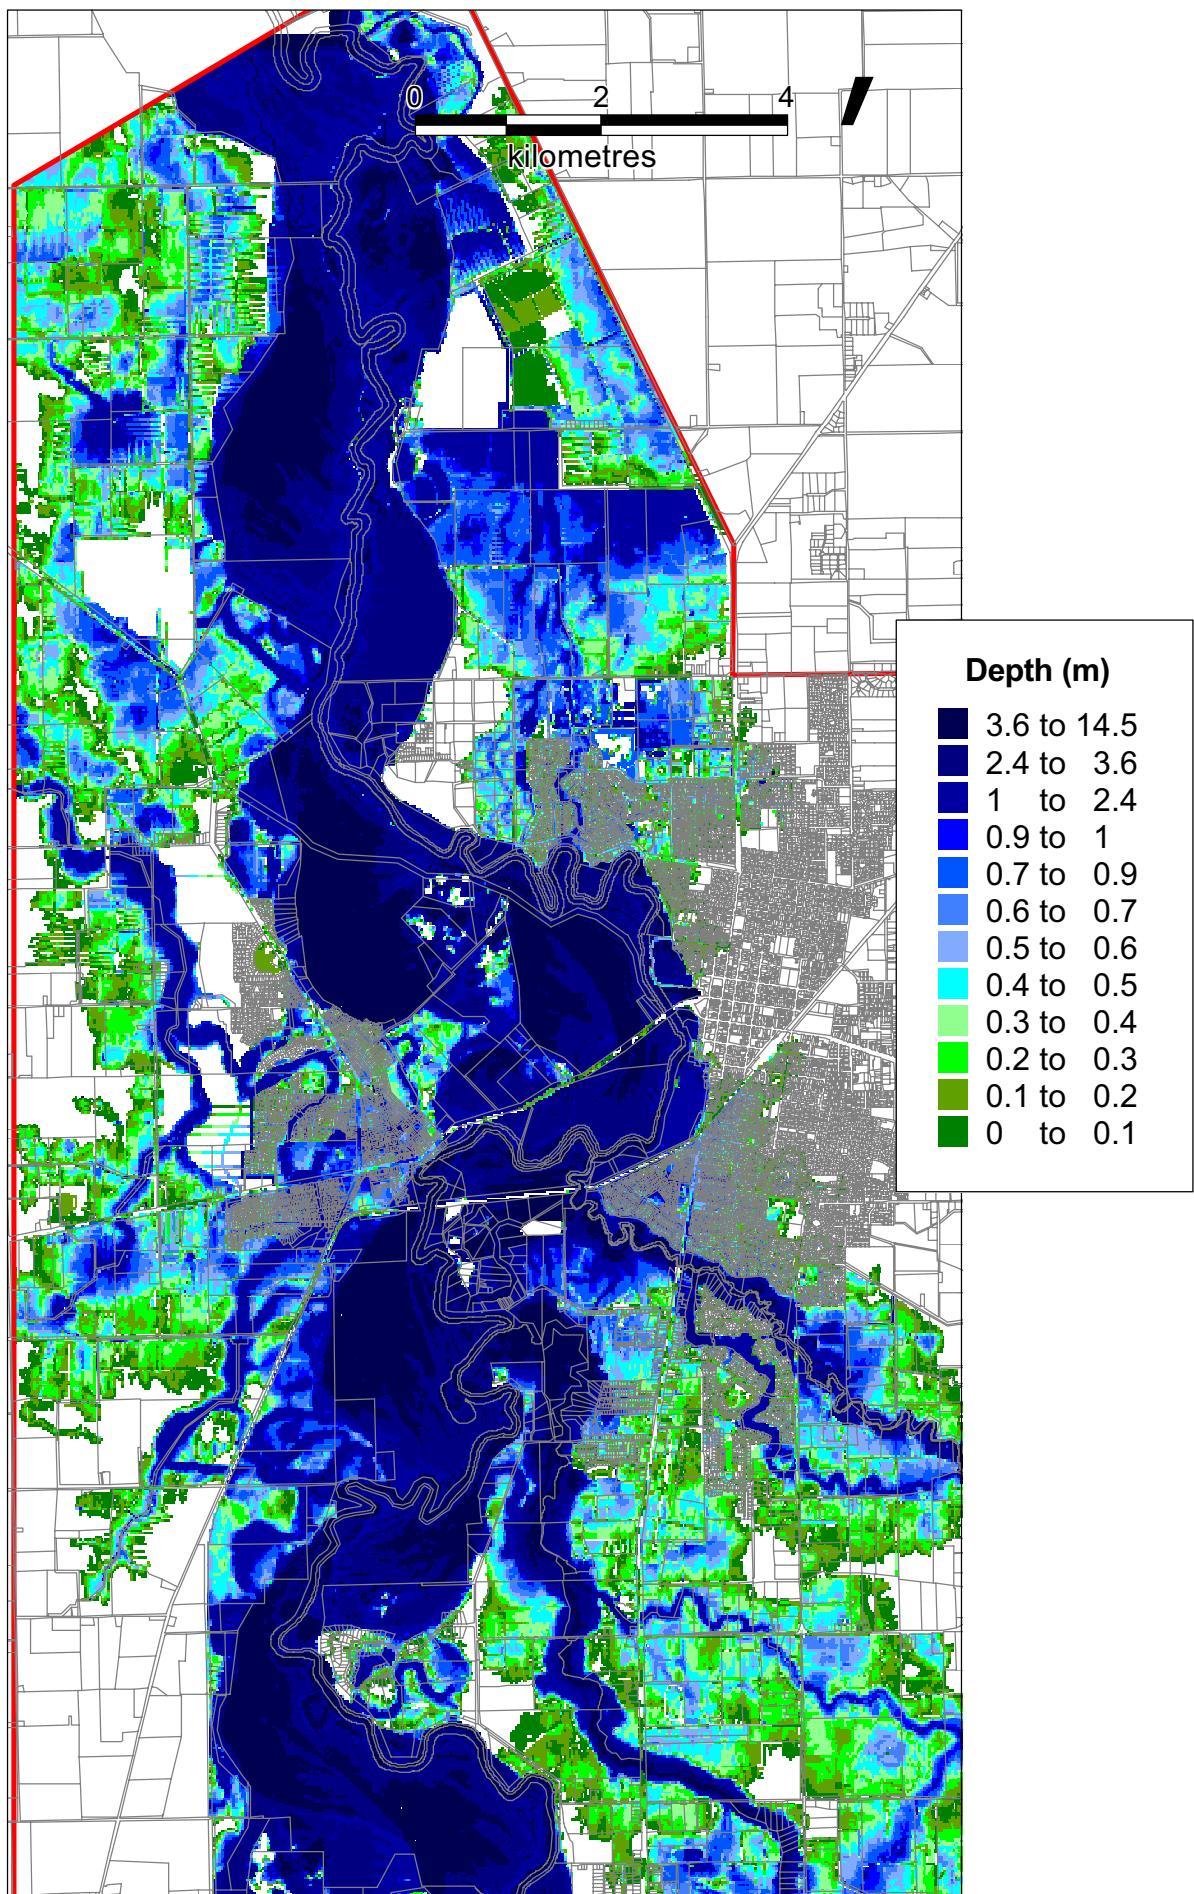 0 2 4
kilometres
Depth (m)
3.6 to 14.5
2.4 to 3.6
1 to 2.4
0.9 to 1
0.7 to 0.9
0.6 to 0.7
0.5 to 0.6
0.4 to 0.5
0.3 to 0.4
0.2 to 0.3
0.1 to 0.2
0 to 0.1